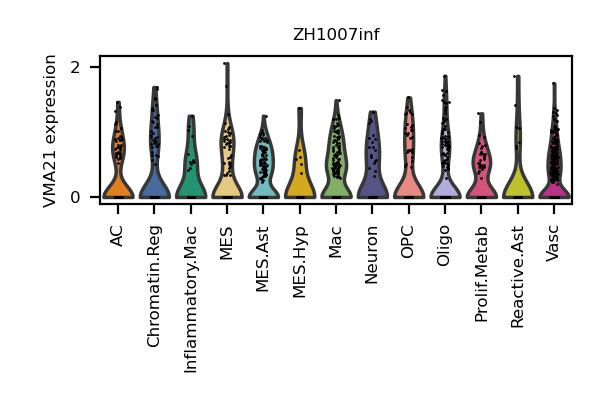 ZH1007inf
VMA21 expression
2
0
AC
Chromatin.Reg
Inflammatory.Mac
MES
MES.Ast
MES.Hyp
Mac
Neuron
OPC
Oligo
Prolif.Metab
Reactive.Ast
Vasc